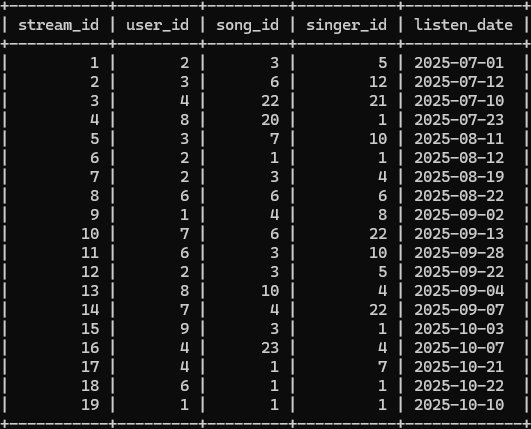 +-----------+---------+---------+-----------+-------------+
| stream_id | user_id | song_id | singer_id | listen_date |
+-----------+---------+---------+-----------+-------------+
|         1 |       2 |       3 |         5 | 2025-07-01  |
|         2 |       3 |       6 |        12 | 2025-07-12  |
|         3 |       4 |      22 |        21 | 2025-07-10  |
|         4 |       8 |      20 |         1 | 2025-07-23  |
|         5 |       3 |       7 |        10 | 2025-08-11  |
|         6 |       2 |       1 |         1 | 2025-08-12  |
|         7 |       2 |       3 |         4 | 2025-08-19  |
|         8 |       6 |       6 |         6 | 2025-08-22  |
|         9 |       1 |       4 |         8 | 2025-09-02  |
|        10 |       7 |       6 |        22 | 2025-09-13  |
|        11 |       6 |       3 |        10 | 2025-09-28  |
|        12 |       2 |       3 |         5 | 2025-09-22  |
|        13 |       8 |      10 |         4 | 2025-09-04  |
|        14 |       7 |       4 |        22 | 2025-09-07  |
|        15 |       9 |       3 |         1 | 2025-10-03  |
|        16 |       4 |      23 |         4 | 2025-10-07  |
|        17 |       4 |       1 |         7 | 2025-10-21  |
|        18 |       6 |       1 |         1 | 2025-10-22  |
|        19 |       1 |       1 |         1 | 2025-10-10  |
+-----------+---------+---------+-----------+-------------+